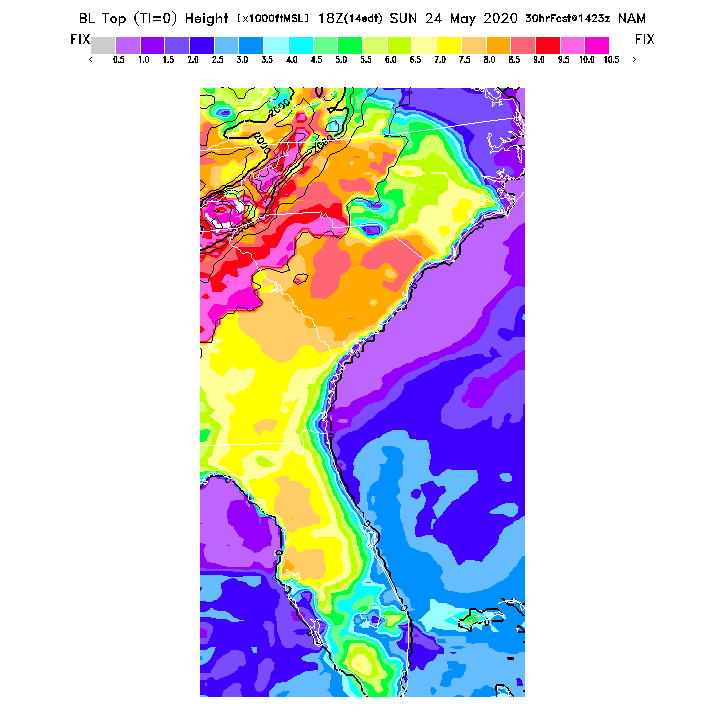 BL Top (TI=0) Height [x1000ftMSL] 18Z(14edt) SUN 24 May 2020 30hrFcst@1423z NAM
FIX FIX
< 0.5 1.0 1.5 2.0 2.5 3.0 3.5 4.0 4.5 5.0 5.5 6.0 6.5 7.0 7.5 8.0 8.5 9.0 9.5 10.0 10.5 >
2000
2000
2000